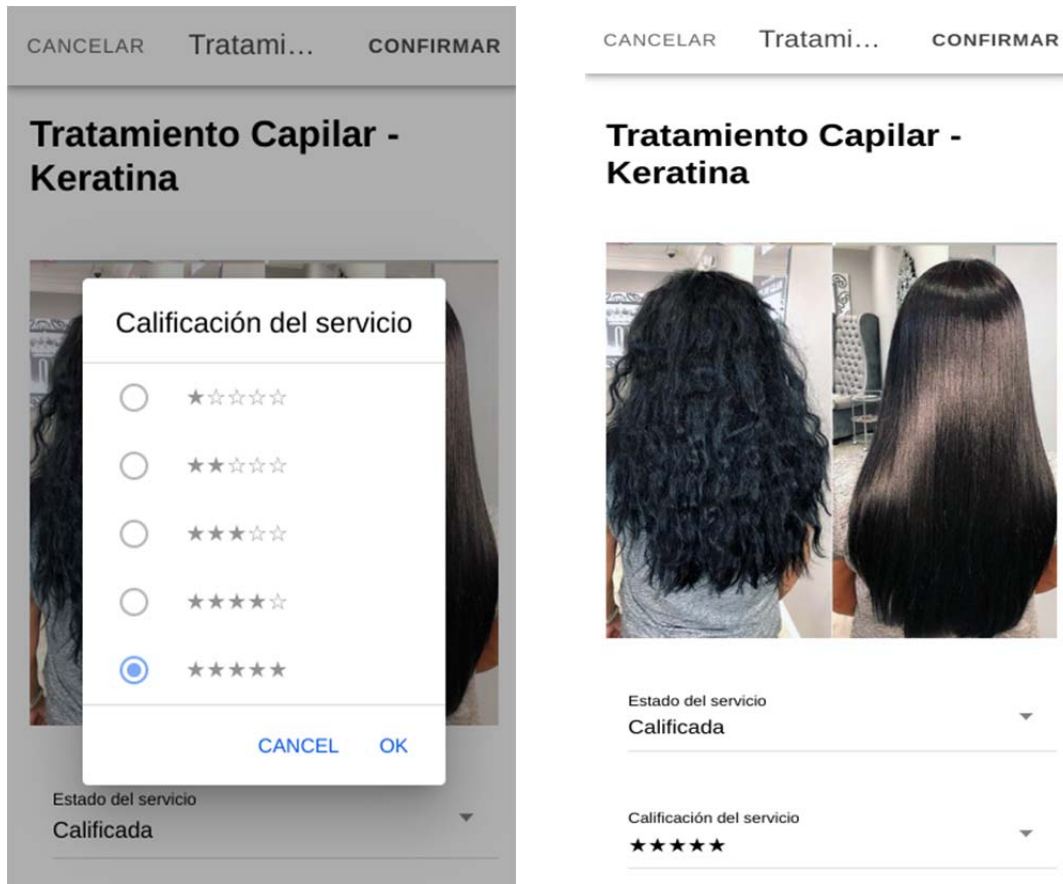 CANCELAR Tratami... CONFIRMAR
Tratamiento Capilar -
Keratina
Calificación del servicio
★☆☆☆☆
★★☆☆☆
★★★☆☆
★★★★☆
★★★★★
CANCEL OK
Estado del servicio
Calificada
CANCELAR Tratami... CONFIRMAR
Tratamiento Capilar -
Keratina
Estado del servicio
Calificada
Calificación del servicio
★★★★★